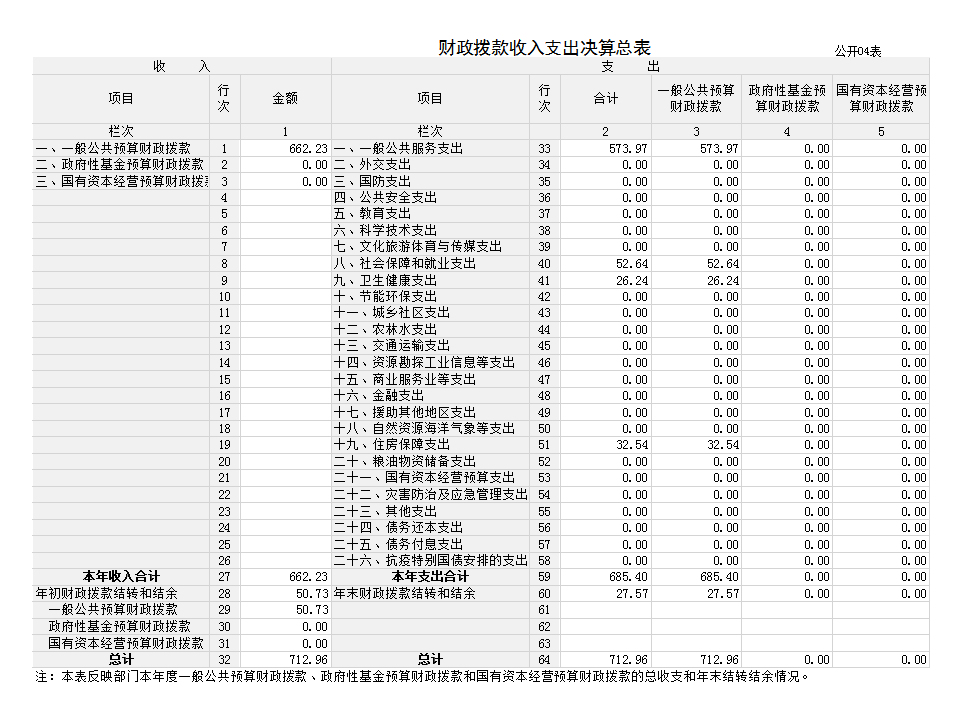 财政拨款收入支出决算总表
公开04表
收 入 支 出
项目 行次 金额 项目 行次 合计 一般公共预算财政拨款 政府性基金预算财政拨款 国有资本经营预算财政拨款
栏次 1 栏次 2 3 4 5
一、一般公共预算财政拨款 1 662.23 一、一般公共服务支出 33 573.97 573.97 0.00 0.00
二、政府性基金预算财政拨款 2 0.00 二、外交支出 34 0.00 0.00 0.00 0.00
三、国有资本经营预算财政拨 3 0.00 三、国防支出 35 0.00 0.00 0.00 0.00
4 四、公共安全支出 36 0.00 0.00 0.00 0.00
5 五、教育支出 37 0.00 0.00 0.00 0.00
6 六、科学技术支出 38 0.00 0.00 0.00 0.00
7 七、文化旅游体育与传媒支出 39 0.00 0.00 0.00 0.00
8 八、社会保障和就业支出 40 52.64 52.64 0.00 0.00
9 九、卫生健康支出 41 26.24 26.24 0.00 0.00
10 十、节能环保支出 42 0.00 0.00 0.00 0.00
11 十一、城乡社区支出 43 0.00 0.00 0.00 0.00
12 十二、农林水支出 44 0.00 0.00 0.00 0.00
13 十三、交通运输支出 45 0.00 0.00 0.00 0.00
14 十四、资源勘探工业信息等支出 46 0.00 0.00 0.00 0.00
15 十五、商业服务业等支出 47 0.00 0.00 0.00 0.00
16 十六、金融支出 48 0.00 0.00 0.00 0.00
17 十七、援助其他地区支出 49 0.00 0.00 0.00 0.00
18 十八、自然资源海洋气象等支出 50 0.00 0.00 0.00 0.00
19 十九、住房保障支出 51 32.54 32.54 0.00 0.00
20 二十、粮油物资储备支出 52 0.00 0.00 0.00 0.00
21 二十一、国有资本经营预算支出 53 0.00 0.00 0.00 0.00
22 二十二、灾害防治及应急管理支出 54 0.00 0.00 0.00 0.00
23 二十三、其他支出 55 0.00 0.00 0.00 0.00
24 二十四、债务还本支出 56 0.00 0.00 0.00 0.00
25 二十五、债务付息支出 57 0.00 0.00 0.00 0.00
26 二十六、抗疫特别国债安排的支出 58 0.00 0.00 0.00 0.00
本年收入合计 27 662.23 本年支出合计 59 685.40 685.40 0.00 0.00
年初财政拨款结转和结余 28 50.73 年末财政拨款结转和结余 60 27.57 27.57 0.00 0.00
一般公共预算财政拨款 29 50.73 61
政府性基金预算财政拨款 30 0.00 62
国有资本经营预算财政拨款 31 0.00 63
总计 32 712.96 总计 64 712.96 712.96 0.00 0.00
注：本表反映部门本年度一般公共预算财政拨款、政府性基金预算财政拨款和国有资本经营预算财政拨款的总收支和年末结转结余情况。